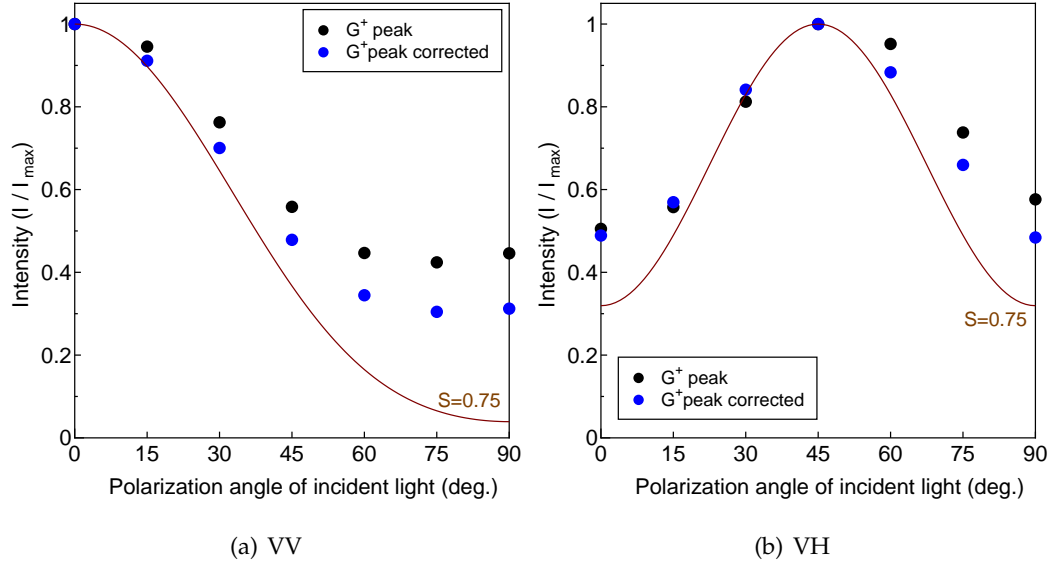 1
0.8
0.6
0.4
0.2
0
Intensity (I / I_max)
G⁺ peak
G⁺peak corrected
S=0.75
0 15 30 45 60 75 90
Polarization angle of incident light (deg.)
(a) VV
1
0.8
0.6
0.4
0.2
0
Intensity (I / I_max)
S=0.75
G⁺ peak
G⁺peak corrected
0 15 30 45 60 75 90
Polarization angle of incident light (deg.)
(b) VH